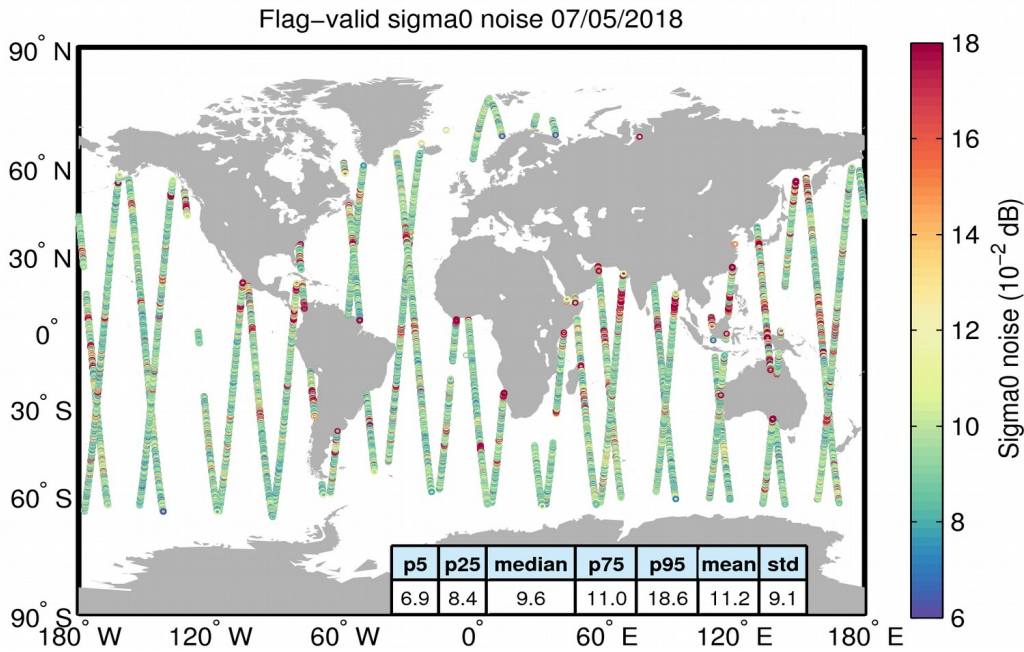 Flag−valid sigma0 noise 07/05/2018
90° N
60° N
30° N
0°
30° S
60° S
90° S
180° W 120° W 60° W 0° 60° E 120° E 180° E
p5 p25 median p75 p95 mean std
6.9 8.4 9.6 11.0 18.6 11.2 9.1
18
16
14
12
10
8
6
Sigma0 noise (10⁻² dB)